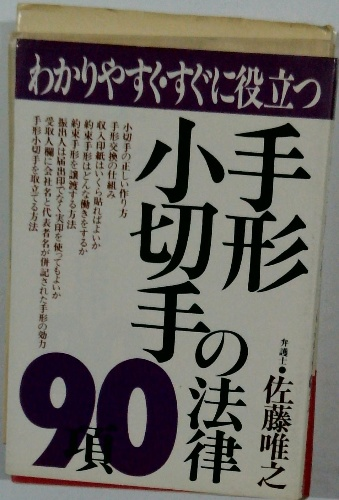 わかりやすく・すぐに役立つ
手形
小切手の法律
90項
弁護士●佐藤唯之
小切手の正しい作り方
手形交換の仕組み
収入印紙はいくら貼ればよいか
約束手形はどんな働きをするか
約束手形を譲渡する方法
振出人は届出印でなく実印を使ってもよいか
受取人欄に会社名と代表者名が併記された手形の効力
手形小切手を取立てる方法